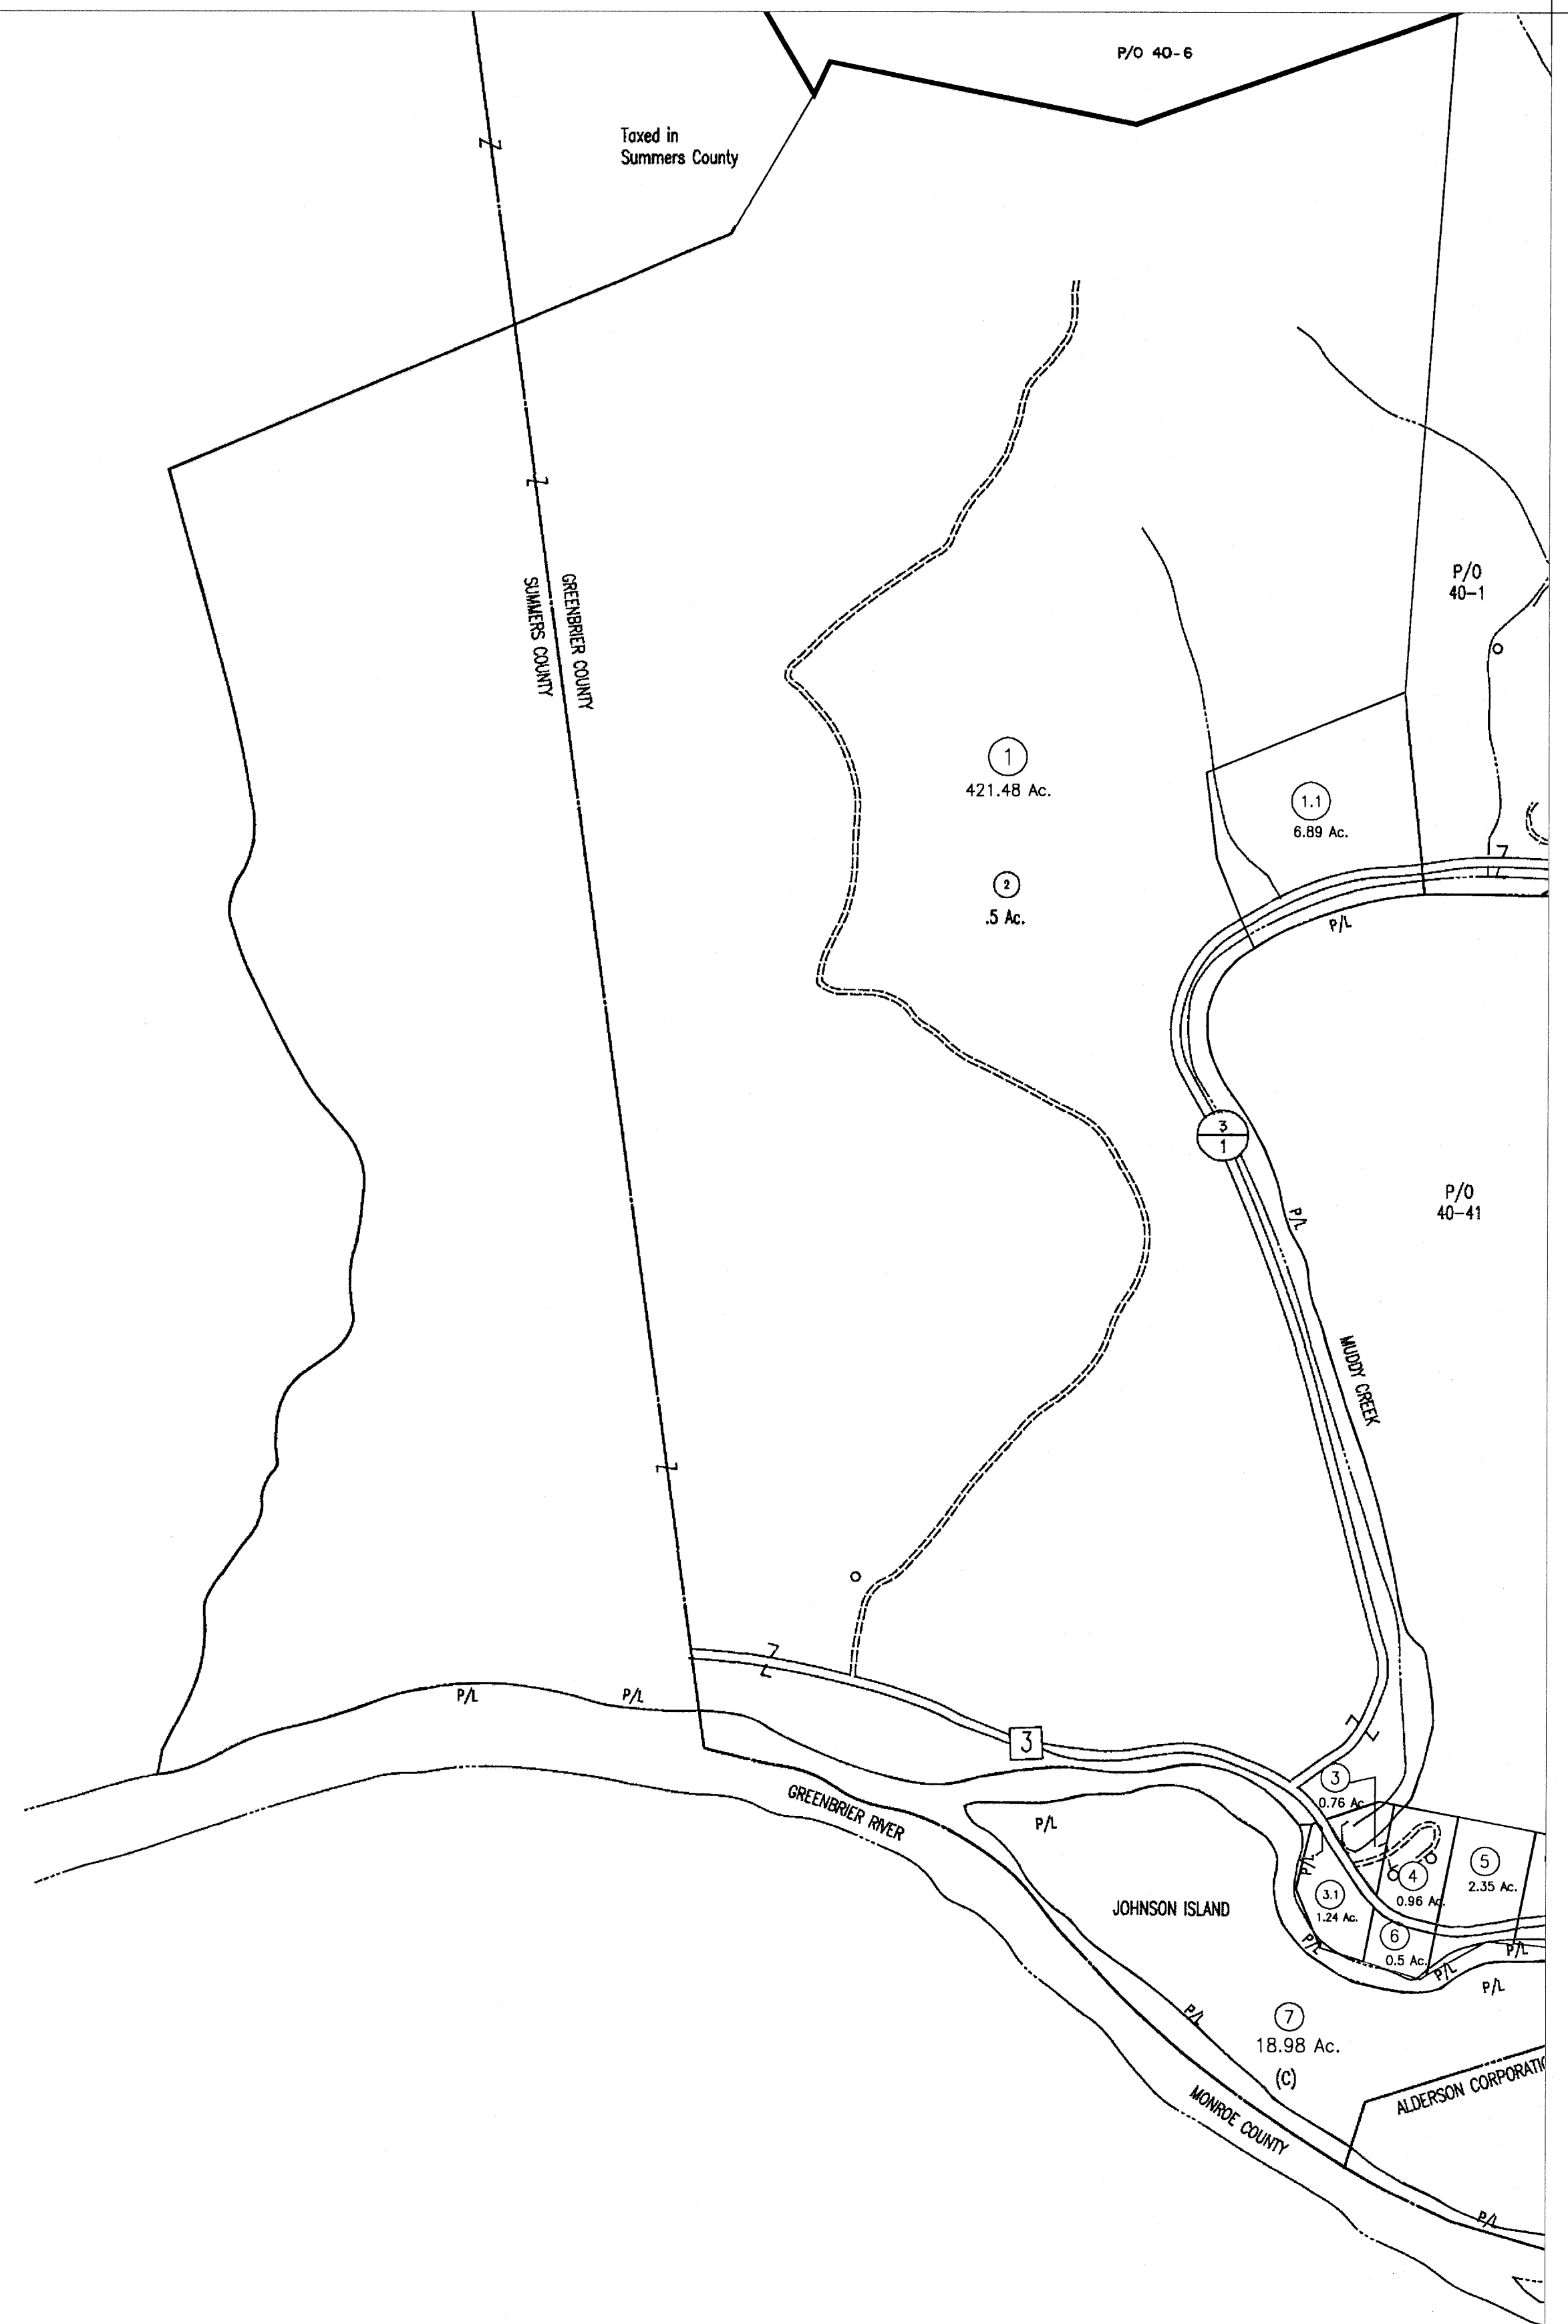 P/O 40-6
Taxed in
Summers County
GREENBRIER COUNTY
SUMMERS COUNTY
P/O
40-1
1
421.48 Ac.
1.1
6.89 Ac.
2
.5 Ac.
P/L
3
1
P/L
P/O
40-41
MUDDY CREEK
P/L
P/L
3
3
0.76 Ac.
GREENBRIER RIVER
P/L
P/L
4
0.96 Ac.
5
2.35 Ac.
3.1
1.24 Ac.
JOHNSON ISLAND
6
0.5 Ac.
P/L
P/L
P/L
P/L
P/L
7
18.98 Ac.
(C)
ALDERSON CORPORATIO
MONROE COUNTY
P/L